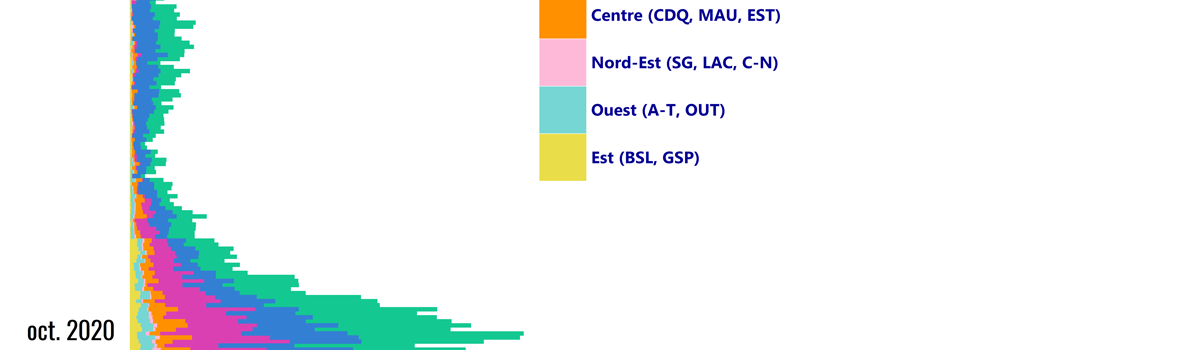 Centre (CDQ, MAU, EST)
Nord-Est (SG, LAC, C-N)
Ouest (A-T, OUT)
Est (BSL, GSP)
oct. 2020